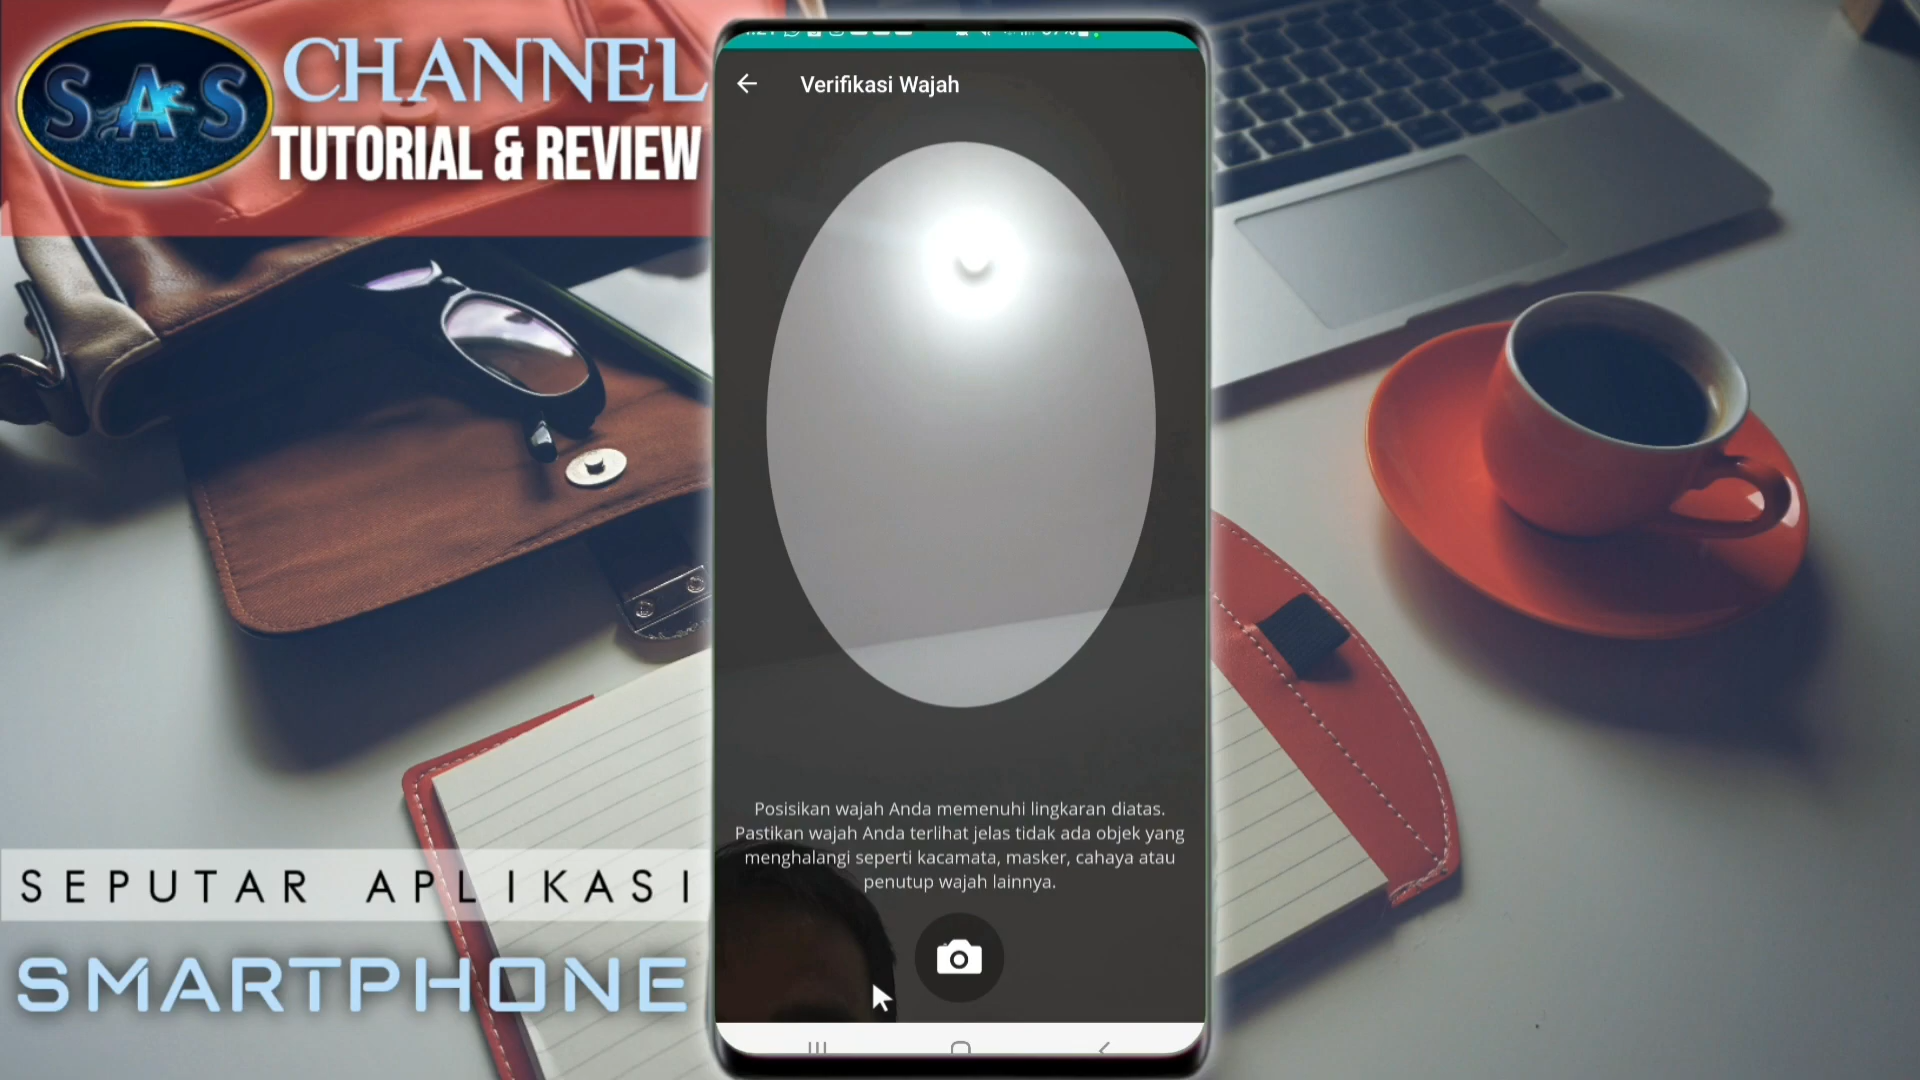 SAS
CHANNEL
TUTORIAL & REVIEW
Verifikasi Wajah
Posisikan wajah Anda memenuhi lingkaran diatas.
Pastikan wajah Anda terlihat jelas tidak ada objek yang
menghalangi seperti kacamata, masker, cahaya atau
penutup wajah lainnya.
SEPUTAR APLIKASI
SMARTPHONE